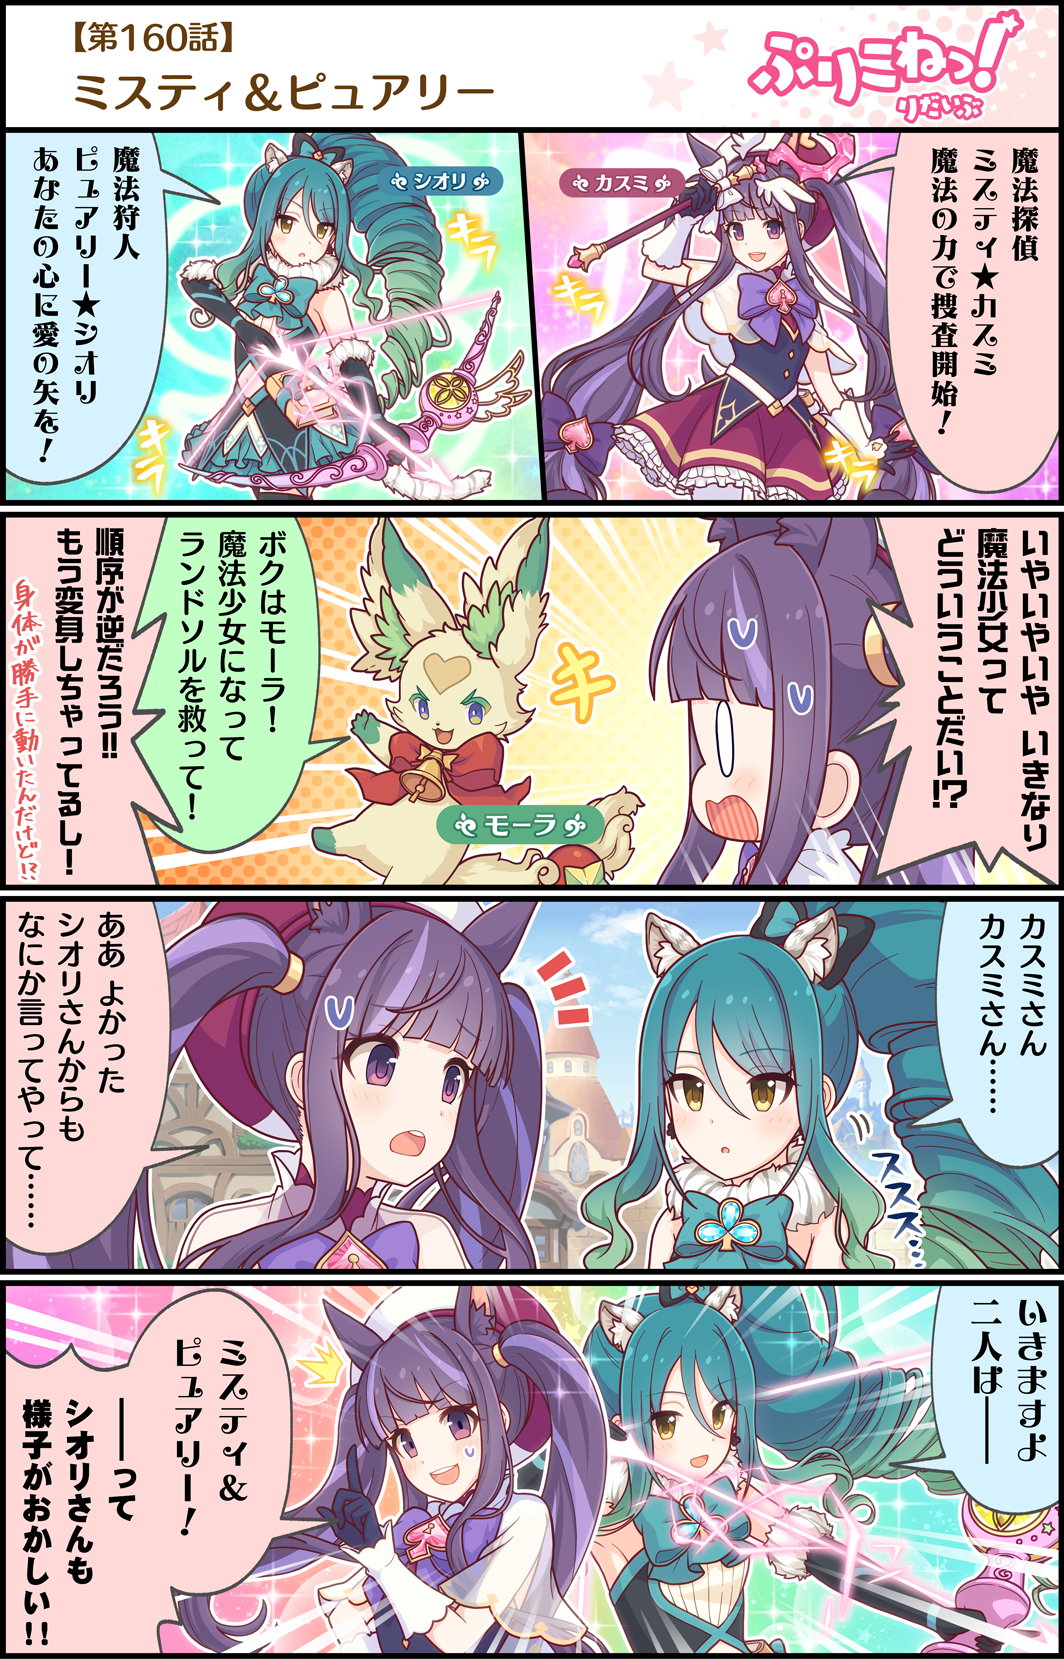 【第160話】
ミスティ＆ピュアリー
ぷりこねっ！
りだいぶ
カスミ
魔法探偵
ミスティ★カスミ
魔法の力で捜査開始！
キラ
キラ
シオリ
魔法狩人
ピュアリー★シオリ
あなたの心に愛の矢を！
キラ
キラ
いやいやいやいや いきなり
魔法少女って
どういうことだい!?
キラ
モーラ
ボクはモーラ！
魔法少女になって
ランドソルを救って！
順序が逆だろう!!
もう変身しちゃってるし！
身体が勝手に動いたんだけど!?
カスミさん
カスミさん……
ススス…
ああ よかった
シオリさんからも
なにか言ってやって……
いきますよ
二人は――
ミスティ＆
ピュアリー！
――って
シオリさんも
様子がおかしい!!